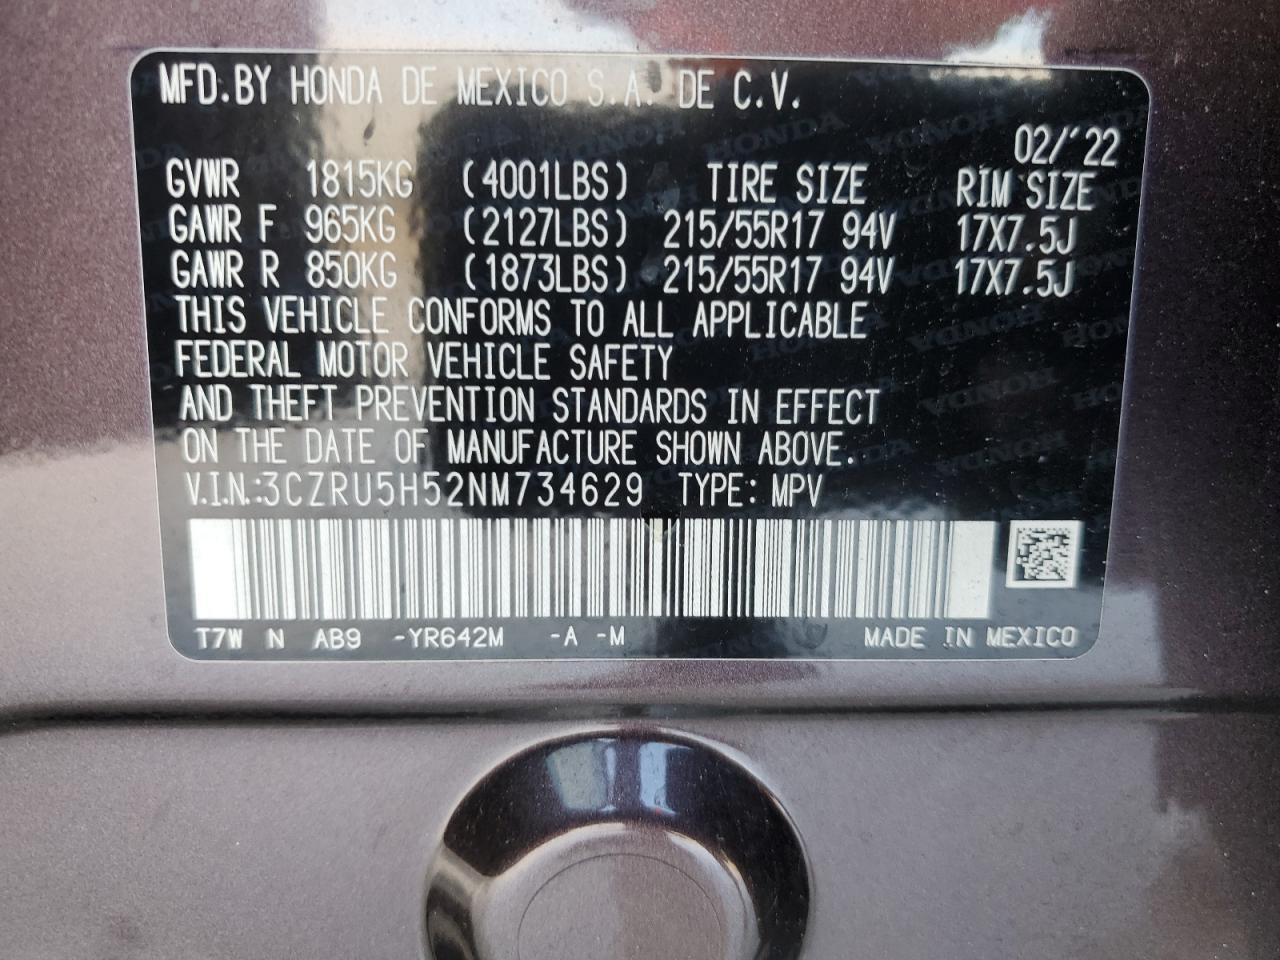 MFD.BY HONDA DE MEXICO S.A. DE C.V.
02/'22
GVWR 1815KG (4001LBS) TIRE SIZE RIM SIZE
GAWR F 965KG (2127LBS) 215/55R17 94V 17X7.5J
GAWR R 850KG (1873LBS) 215/55R17 94V 17X7.5J
THIS VEHICLE CONFORMS TO ALL APPLICABLE
FEDERAL MOTOR VEHICLE SAFETY
AND THEFT PREVENTION STANDARDS IN EFFECT
ON THE DATE OF MANUFACTURE SHOWN ABOVE.
V.I.N.:3CZRU5H52NM734629 TYPE: MPV
T7W N AB9 -YR642M -A -M MADE IN MEXICO